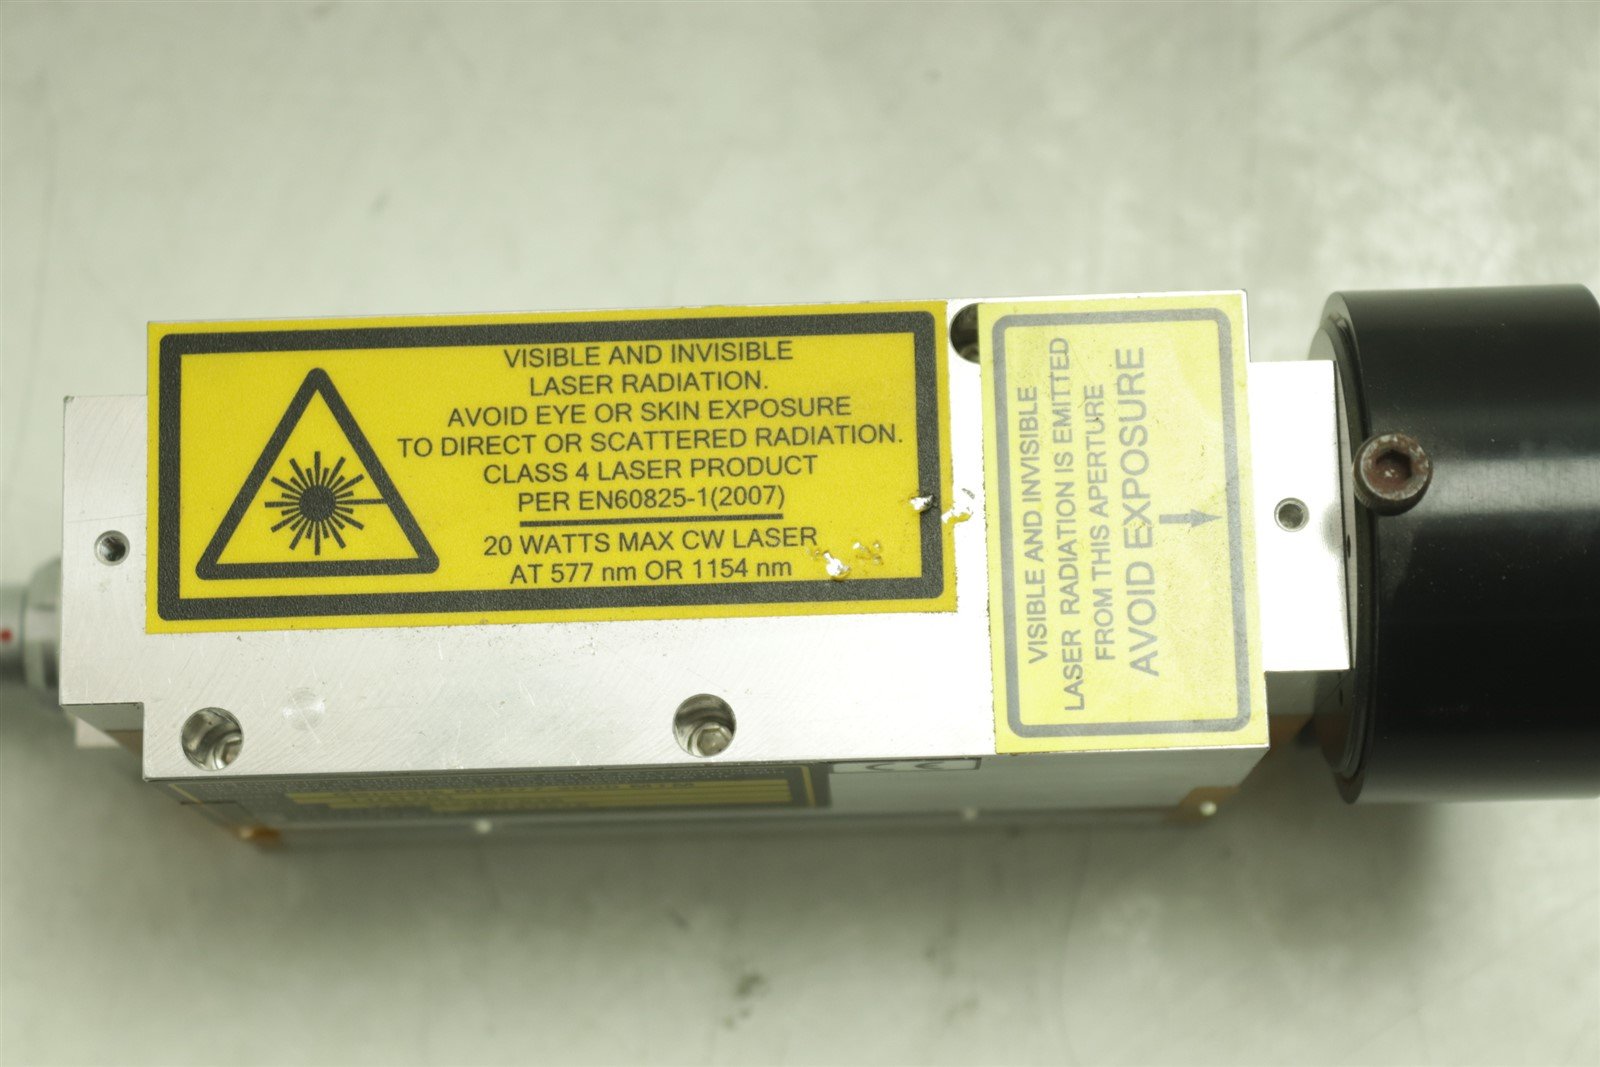 VISIBLE AND INVISIBLE
LASER RADIATION.
AVOID EYE OR SKIN EXPOSURE
TO DIRECT OR SCATTERED RADIATION.
CLASS 4 LASER PRODUCT
PER EN60825-1(2007)
20 WATTS MAX CW LASER
AT 577 nm OR 1154 nm
VISIBLE AND INVISIBLE
LASER RADIATION IS EMITTED
FROM THIS APERTURE
AVOID EXPOSURE
CE